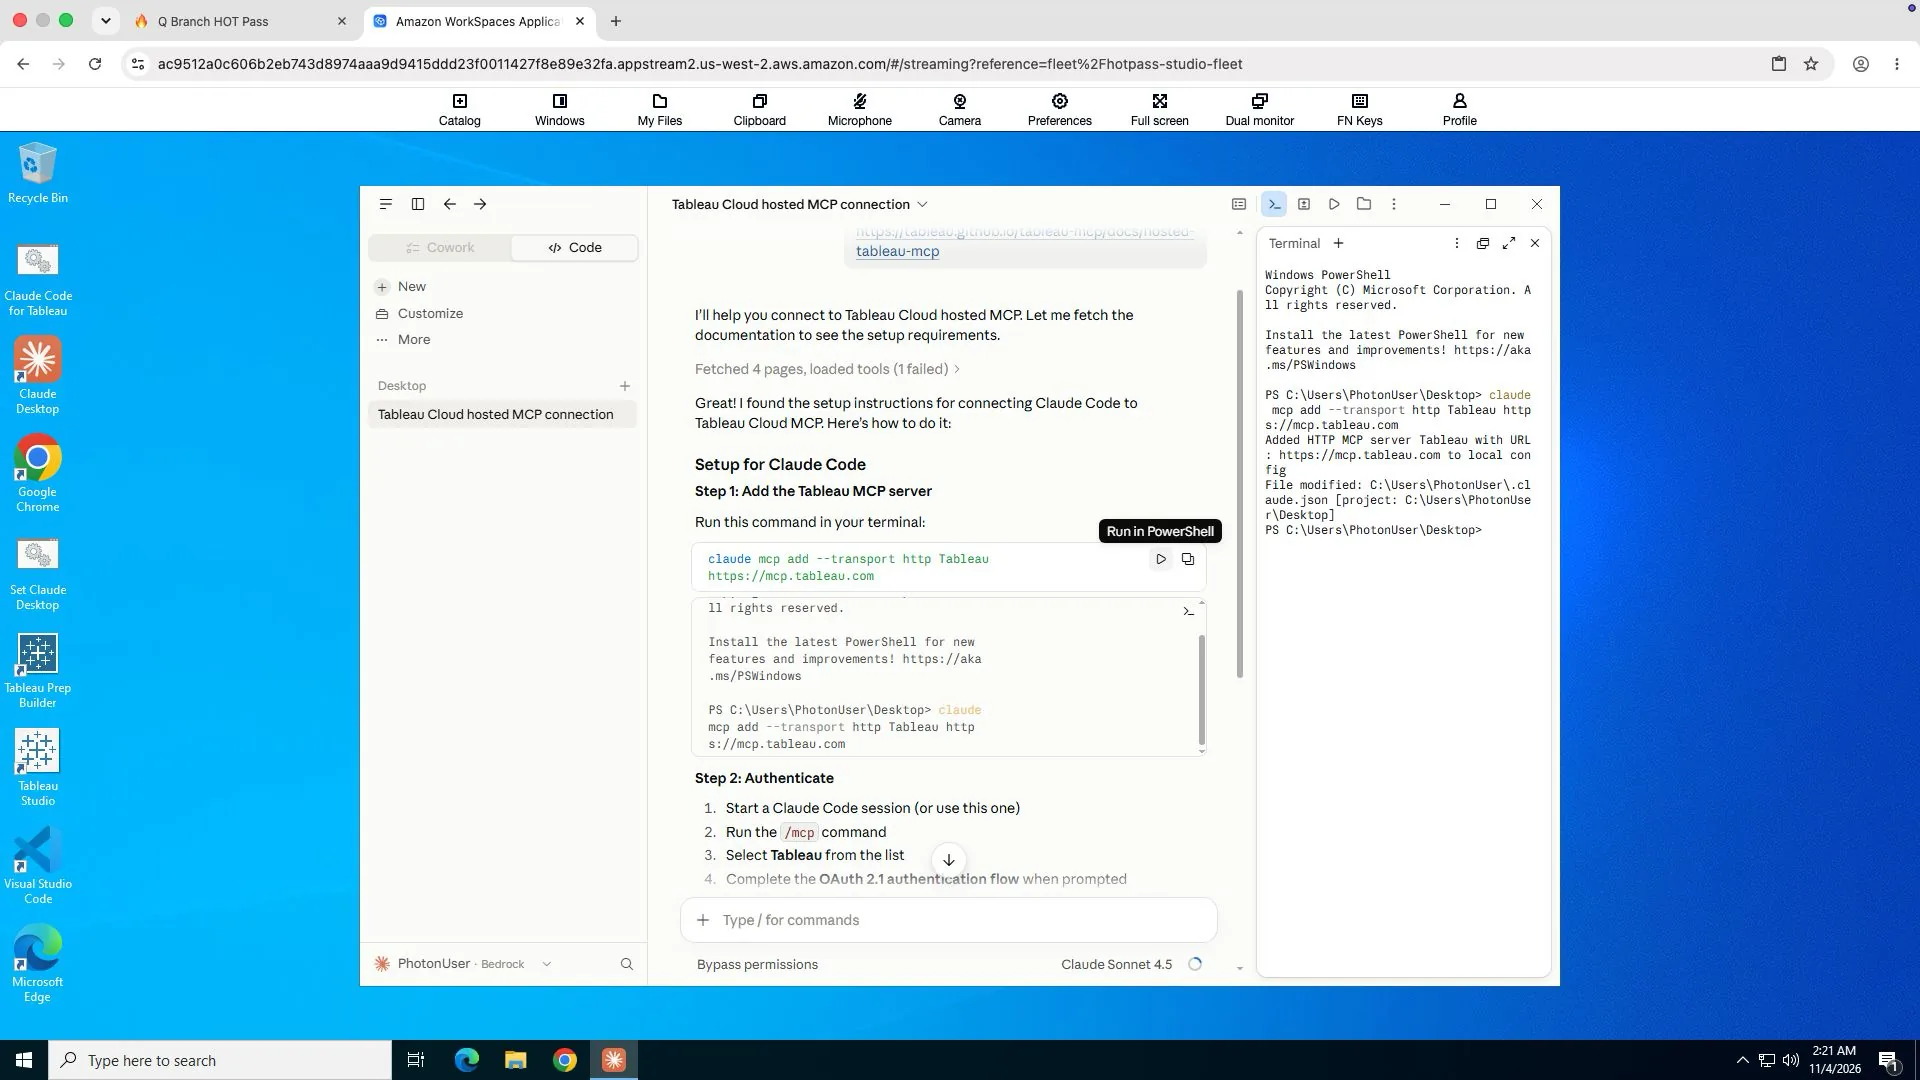 Q Branch HOT Pass
Amazon WorkSpaces Applica
ac9512a0c606b2eb743d8974aaa9d9415ddd23f0011427f8e89e32fa.appstream2.us-west-2.aws.amazon.com/#/streaming?reference=fleet%2Fhotpass-studio-fleet
Catalog
Windows
My Files
Clipboard
Microphone
Camera
Preferences
Full screen
Dual monitor
FN Keys
Profile
Recycle Bin
Claude Code
for Tableau
Claude
Desktop
Google
Chrome
Set Claude
Desktop
Tableau Prep
Builder
Tableau
Studio
Visual Studio
Code
Microsoft
Edge
Cowork
Code
New
Customize
More
Desktop
Tableau Cloud hosted MCP connection
PhotonUser · Bedrock
Tableau Cloud hosted MCP connection
https://tableau.github.io/tableau-mcp/docs/hosted-
tableau-mcp
I'll help you connect to Tableau Cloud hosted MCP. Let me fetch the
documentation to see the setup requirements.
Fetched 4 pages, loaded tools (1 failed)
Great! I found the setup instructions for connecting Claude Code to
Tableau Cloud MCP. Here's how to do it:
Setup for Claude Code
Step 1: Add the Tableau MCP server
Run this command in your terminal:
Run in PowerShell
claude mcp add --transport http Tableau
https://mcp.tableau.com
ll rights reserved.
Install the latest PowerShell for new
features and improvements! https://aka
.ms/PSWindows
PS C:\Users\PhotonUser\Desktop> claude
mcp add --transport http Tableau http
s://mcp.tableau.com
Step 2: Authenticate
1. Start a Claude Code session (or use this one)
2. Run the /mcp command
3. Select Tableau from the list
4. Complete the OAuth 2.1 authentication flow when prompted
Type / for commands
Bypass permissions
Claude Sonnet 4.5
Terminal
Windows PowerShell
Copyright (C) Microsoft Corporation. A
ll rights reserved.
Install the latest PowerShell for new
features and improvements! https://aka
.ms/PSWindows
PS C:\Users\PhotonUser\Desktop> claude
mcp add --transport http Tableau http
s://mcp.tableau.com
Added HTTP MCP server Tableau with URL
: https://mcp.tableau.com to local con
fig
File modified: C:\Users\PhotonUser\.cl
aude.json [project: C:\Users\PhotonUse
r\Desktop]
PS C:\Users\PhotonUser\Desktop>
Type here to search
2:21 AM
11/4/2026
1